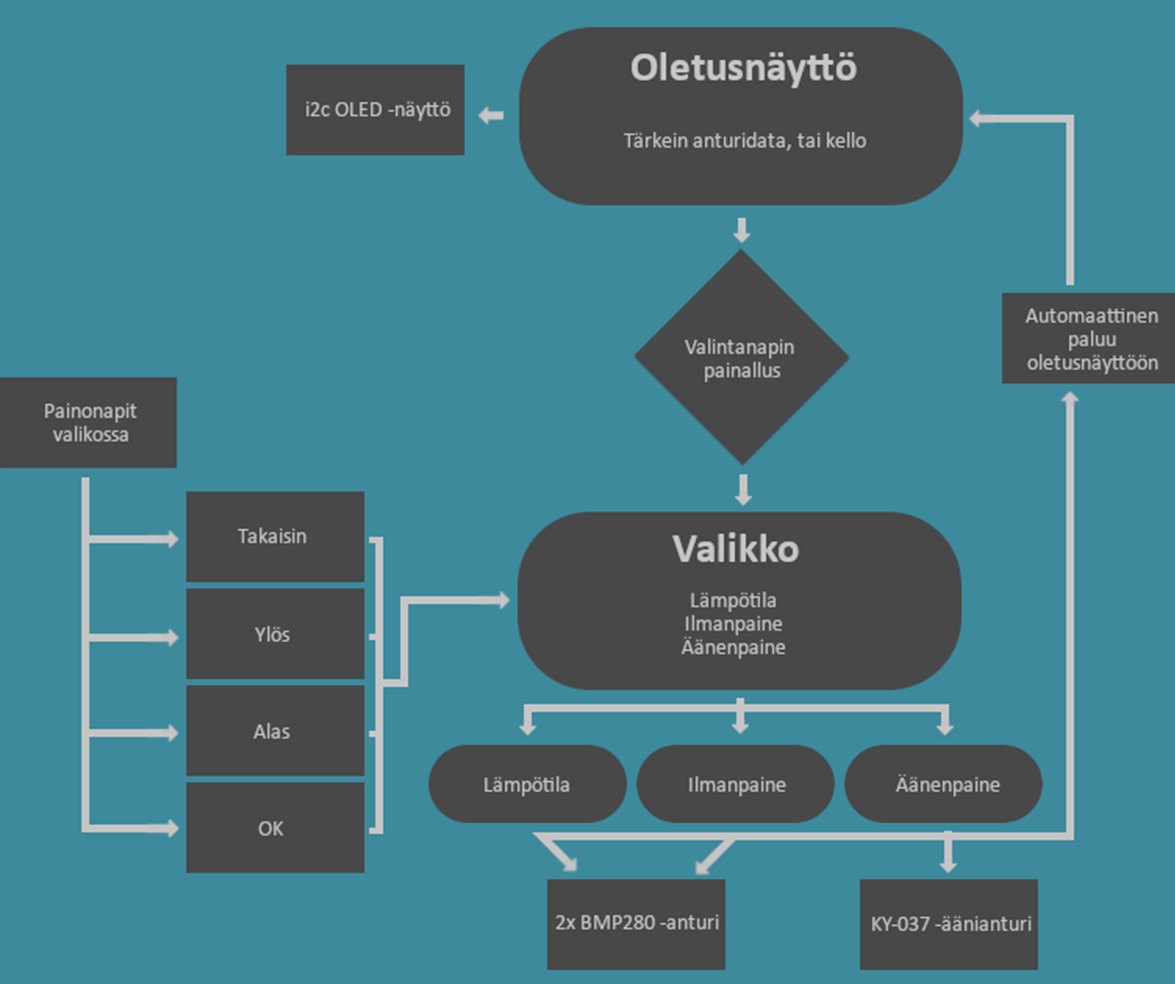 Oletusnäyttö
Tärkein anturidata, tai kello
i2c OLED -näyttö
Valintanapin
painallus
Automaattinen
paluu
oletusnäyttöön
Painonapit
valikossa
Takaisin
Ylös
Alas
OK
Valikko
Lämpötila
Ilmanpaine
Äänenpaine
Lämpötila
Ilmanpaine
Äänenpaine
2x BMP280 -anturi
KY-037 -äänianturi